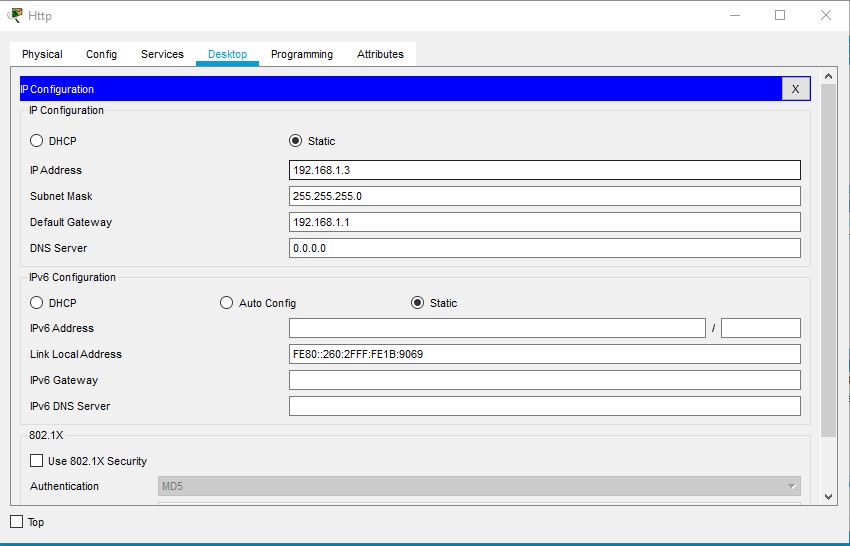 Http
Physical Config Services Desktop Programming Attributes
IP Configuration X
IP Configuration
DHCP Static
IP Address 192.168.1.3
Subnet Mask 255.255.255.0
Default Gateway 192.168.1.1
DNS Server 0.0.0.0
IPv6 Configuration
DHCP Auto Config Static
IPv6 Address /
Link Local Address FE80::260:2FFF:FE1B:9069
IPv6 Gateway
IPv6 DNS Server
802.1X
Use 802.1X Security
Authentication MD5
Top